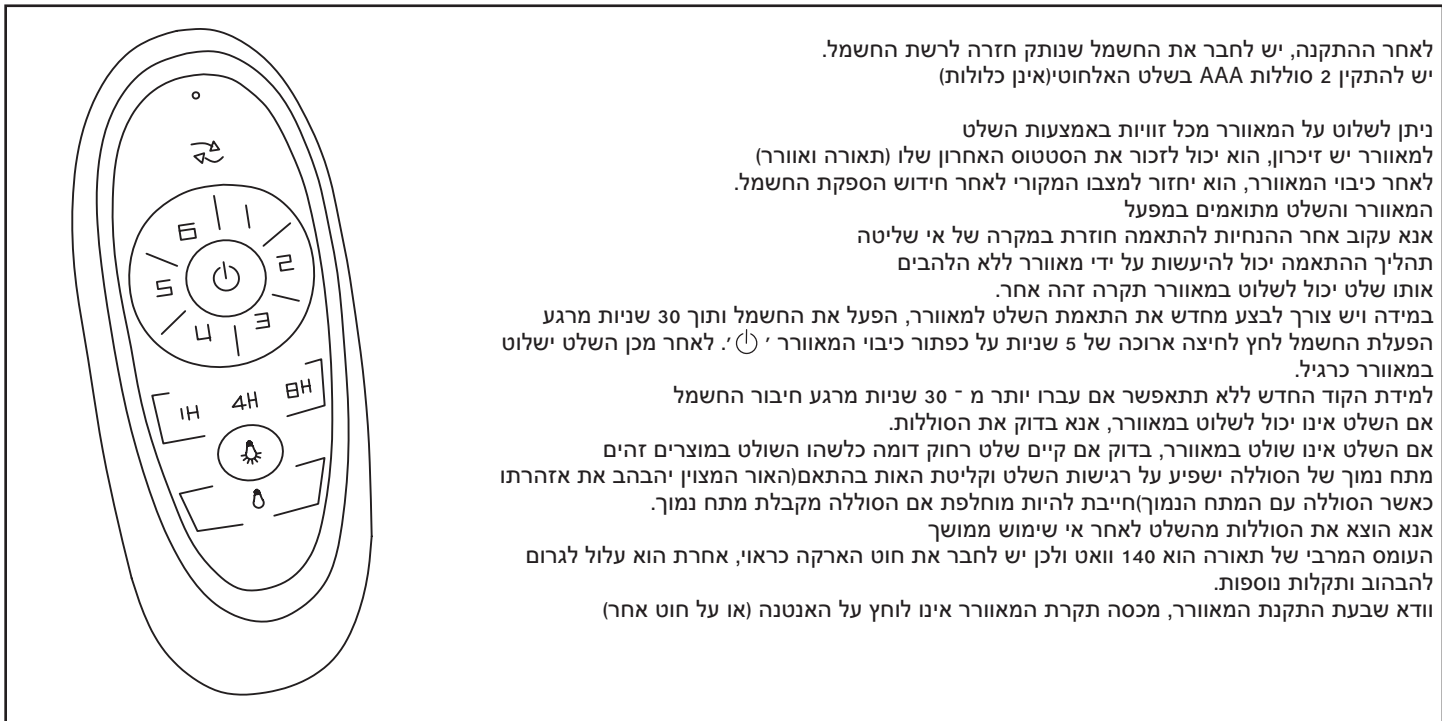 לאחר ההתקנה, יש לחבר את החשמל שנותק חזרה לרשת החשמל.
יש להתקין 2 סוללות AAA בשלט האלחוטי(אינן כלולות)
ניתן לשלוט על המאוורר מכל זוויות באמצעות השלט
למאוורר יש זיכרון, הוא יכול לזכור את הסטטוס האחרון שלו (תאורה ואוורר)
לאחר כיבוי המאוורר, הוא יחזור למצבו המקורי לאחר חידוש הספקת החשמל.
המאוורר והשלט מתואמים במפעל
אנא עקוב אחר ההנחיות להתאמה חוזרת במקרה של אי שליטה
תהליך ההתאמה יכול להיעשות על ידי מאוורר ללא הלהבים
אותו שלט יכול לשלוט במאוורר תקרה זהה אחר.
במידה ויש צורך לבצע מחדש את התאמת השלט למאוורר, הפעל את החשמל ותוך 30 שניות מרגע
הפעלת החשמל לחץ לחיצה ארוכה של 5 שניות על כפתור כיבוי המאוורר ' ⏻ '. לאחר מכן השלט ישלוט
במאוורר כרגיל.
למידת הקוד החדש ללא תתאפשר אם עברו יותר מ - 30 שניות מרגע חיבור החשמל
אם השלט אינו יכול לשלוט במאוורר, אנא בדוק את הסוללות.
אם השלט אינו שולט במאוורר, בדוק אם קיים שלט רחוק דומה כלשהו השולט במוצרים זהים
מתח נמוך של הסוללה ישפיע על רגישות השלט וקליטת האות בהתאם(האור המצוין יהבהב את אזהרתו
כאשר הסוללה עם המתח הנמוך)חייבת להיות מוחלפת אם הסוללה מקבלת מתח נמוך.
אנא הוצא את הסוללות מהשלט לאחר אי שימוש ממושך
העומס המרבי של תאורה הוא 140 וואט ולכן יש לחבר את חוט הארקה כראוי, אחרת הוא עלול לגרום
להבהוב ותקלות נוספות.
וודא שבעת התקנת המאוורר, מכסה תקרת המאוורר אינו לוחץ על האנטנה (או על חוט אחר)
1
2
3
4
5
6
1H 4H 8H